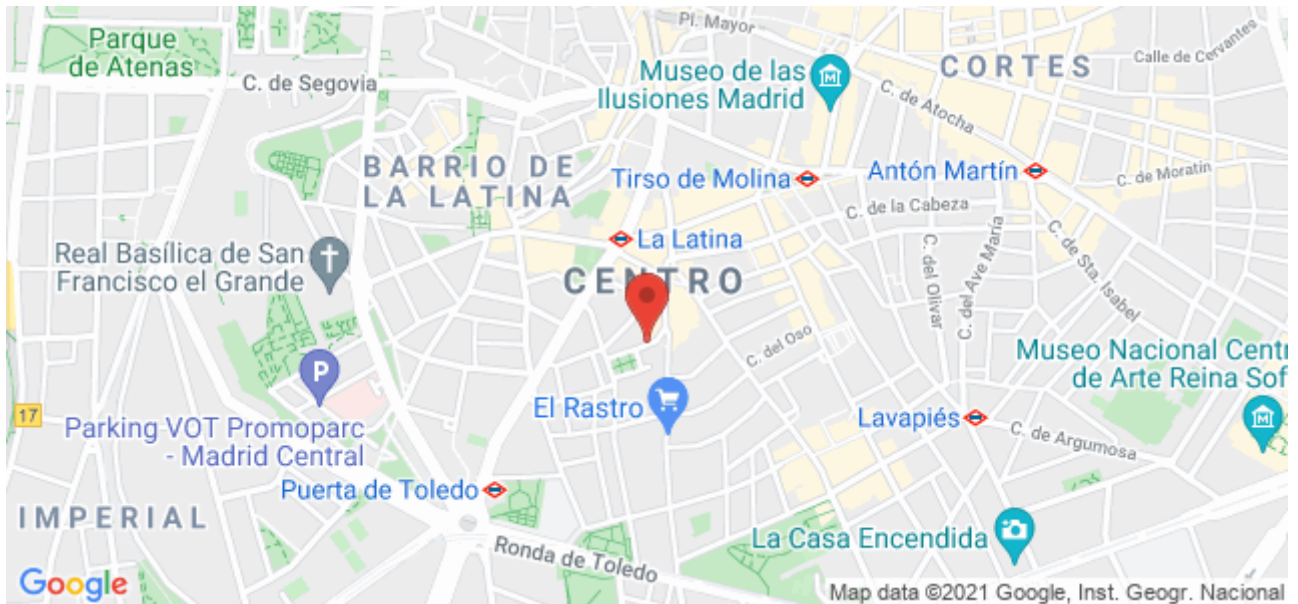 Pl. Mayor
Parque
de Atenas
C. de Segovia
Museo de las
Ilusiones Madrid
CORTES
Calle de Cervantes
C. de Atocha
BARRIO DE
LA LATINA
Tirso de Molina
Antón Martín
C. de Moratín
C. de la Cabeza
La Latina
Real Basílica de San
Francisco el Grande
CENTRO
C. del Olivar
C. del Ave María
C. de Sta. Isabel
C. del Oso
Museo Nacional Centr
de Arte Reina Sof
P
El Rastro
17
Lavapiés
Parking VOT Promoparc
- Madrid Central
C. de Argumosa
Puerta de Toledo
IMPERIAL
La Casa Encendida
Ronda de Toledo
Google
Map data ©2021 Google, Inst. Geogr. Nacional